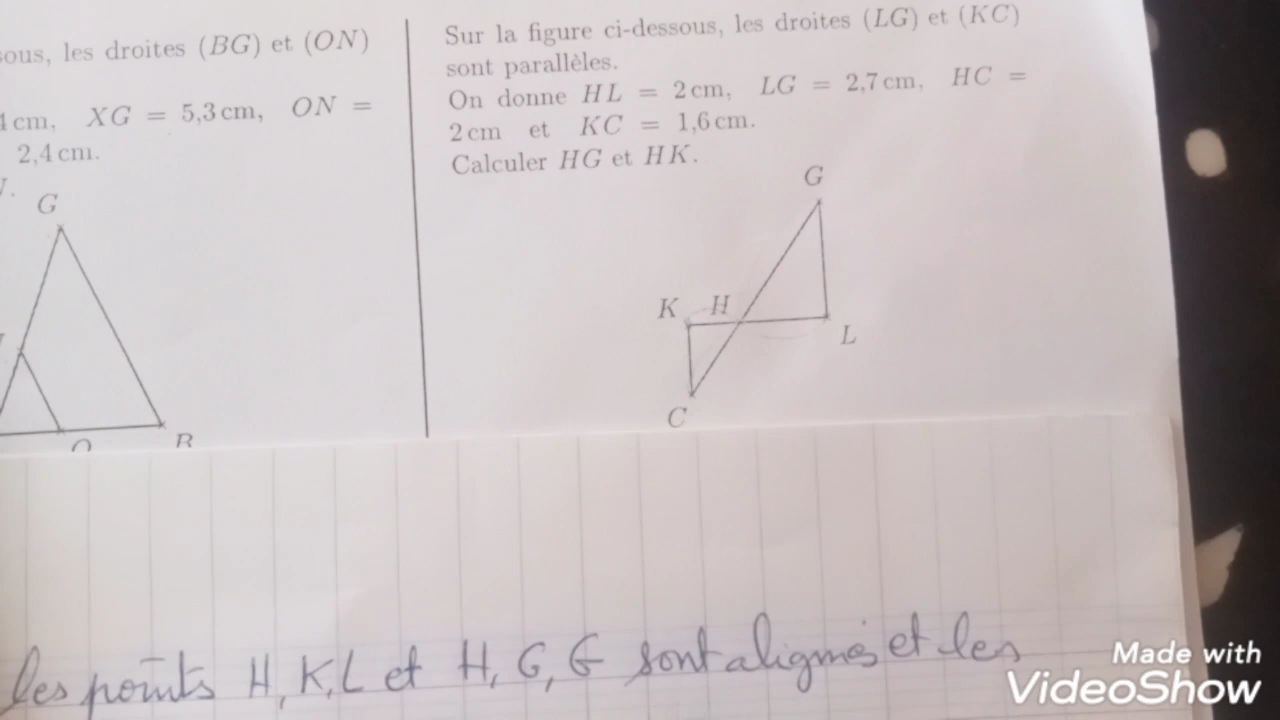 sous, les droites (BG) et (ON)
4 cm, XG = 5,3 cm, ON =
2,4 cm.
G
B
Sur la figure ci-dessous, les droites (LG) et (KC)
sont parallèles.
On donne HL = 2 cm, LG = 2,7 cm, HC =
2 cm et KC = 1,6 cm.
Calculer HG et HK.
G
K H
L
C
les points H, K, L et H, G, G sont alignés et les
Made with
VideoShow